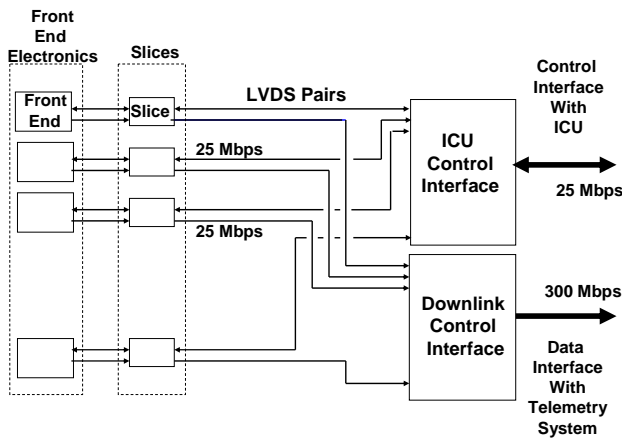 Front
End
Electronics
Slices
Front
End
Slice
LVDS Pairs
25 Mbps
25 Mbps
ICU
Control
Interface
Control
Interface
With
ICU
25 Mbps
Downlink
Control
Interface
300 Mbps
Data
Interface
With
Telemetry
System